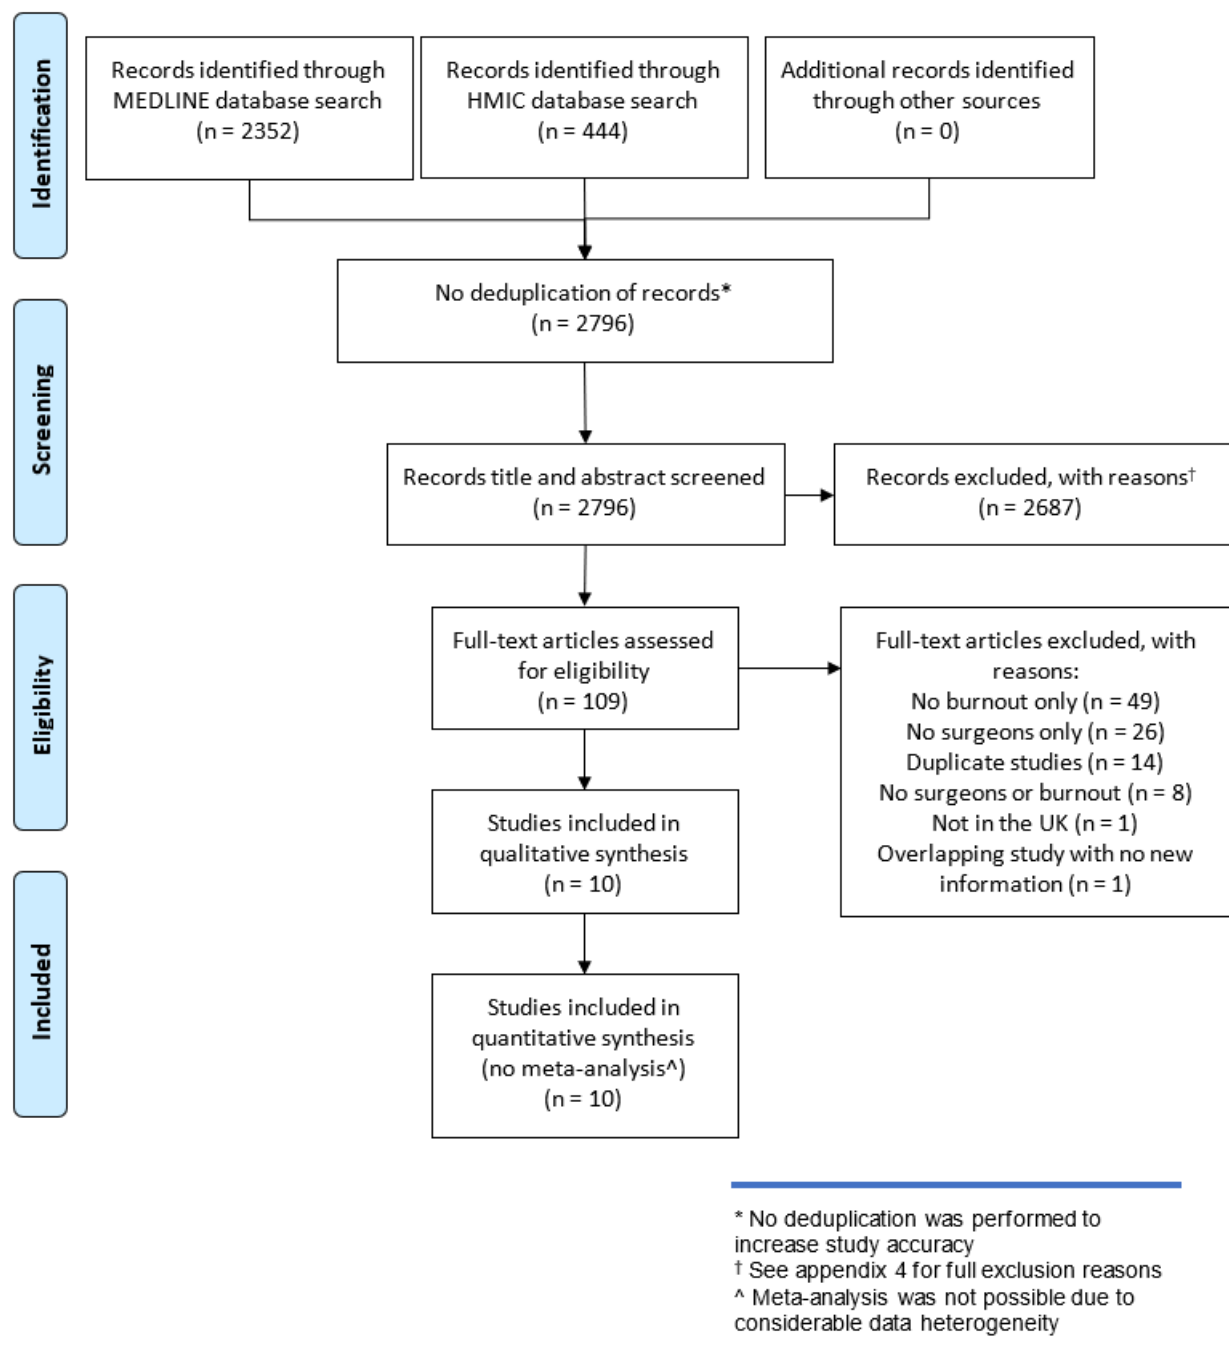 Identification
Records identified through
MEDLINE database search
(n = 2352)
Records identified through
HMIC database search
(n = 444)
Additional records identified
through other sources
(n = 0)
No deduplication of records*
(n = 2796)
Screening
Records title and abstract screened
(n = 2796)
Records excluded, with reasons†
(n = 2687)
Eligibility
Full-text articles assessed
for eligibility
(n = 109)
Full-text articles excluded, with
reasons:
No burnout only (n = 49)
No surgeons only (n = 26)
Duplicate studies (n = 14)
No surgeons or burnout (n = 8)
Not in the UK (n = 1)
Overlapping study with no new
information (n = 1)
Studies included in
qualitative synthesis
(n = 10)
Included
Studies included in
quantitative synthesis
(no meta-analysis^)
(n = 10)
* No deduplication was performed to
increase study accuracy
† See appendix 4 for full exclusion reasons
^ Meta-analysis was not possible due to
considerable data heterogeneity